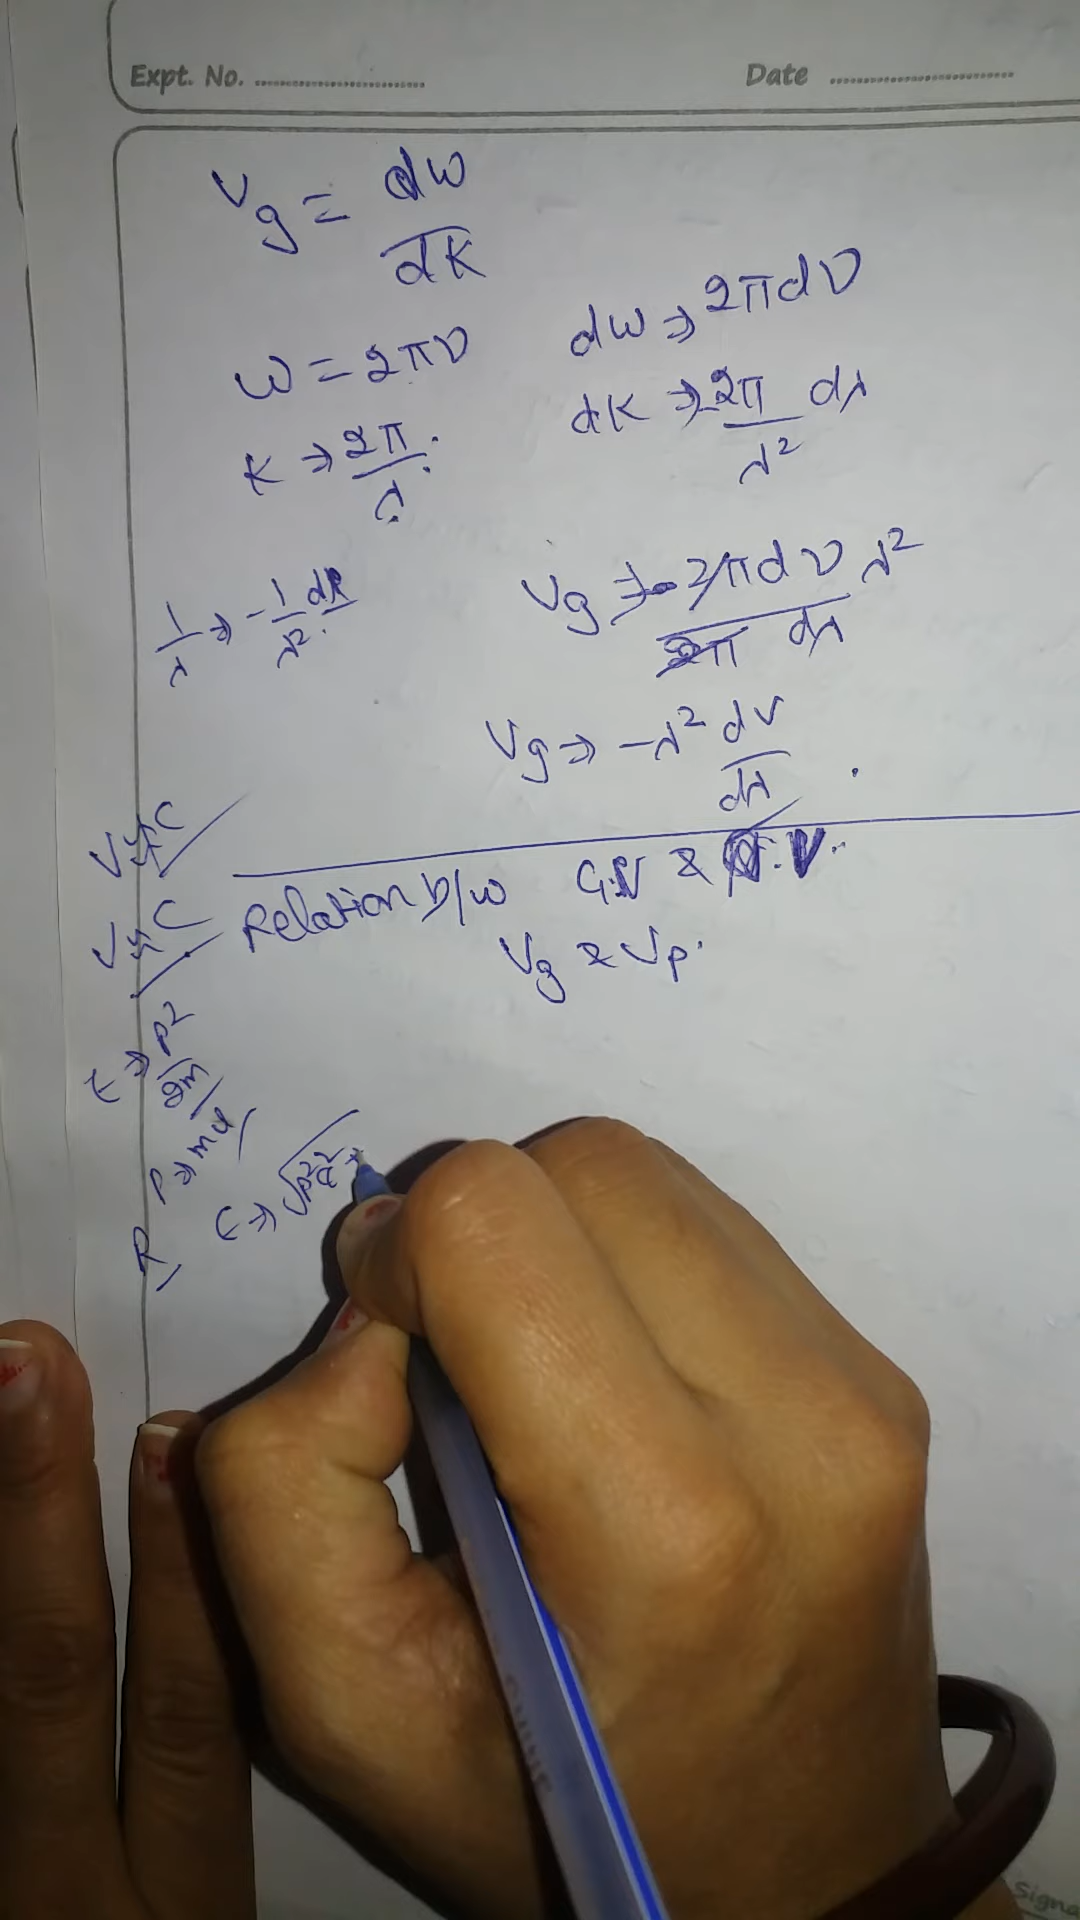 Expt. No. Date
Vg = dω/dK
ω = 2πν dω ⇒ 2πdν
K ⇒ 2π/λ. dK ⇒ -2π/λ² dλ
1/λ ⇒ -1/λ². dλ Vg ⇒ - 2πdν λ²/2π dλ
Vg ⇒ -λ² dν/dλ.
V<<C
Relation b/w G.V & P.V.
V<<C
Vg & Vp.
E ⇒ P²/2m
P ⇒ mv
E ⇒ √P²C² +
R
Signa